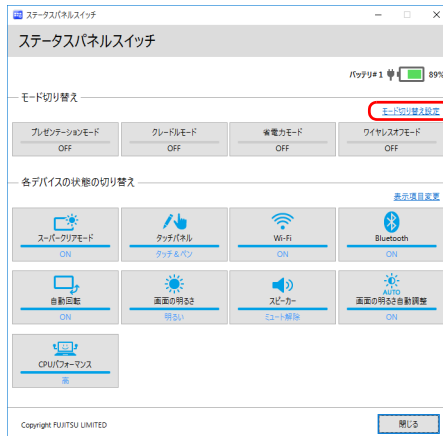 ステータスパネルスイッチ
ステータスパネルスイッチ
バッテリ#1 89%
モード切り替え
モード切り替え設定
プレゼンテーションモード クレードルモード 省電力モード ワイヤレスオフモード
OFF OFF OFF OFF
各デバイスの状態の切り替え
表示項目変更
スーパークリアモード タッチパネル Wi-Fi Bluetooth
ON タッチ＆ペン ON ON
AUTO
自動回転 画面の明るさ スピーカー 画面の明るさ自動調整
ON 明るい ミュート解除 ON
CPUパフォーマンス
高
Copyright FUJITSU LIMITED 閉じる